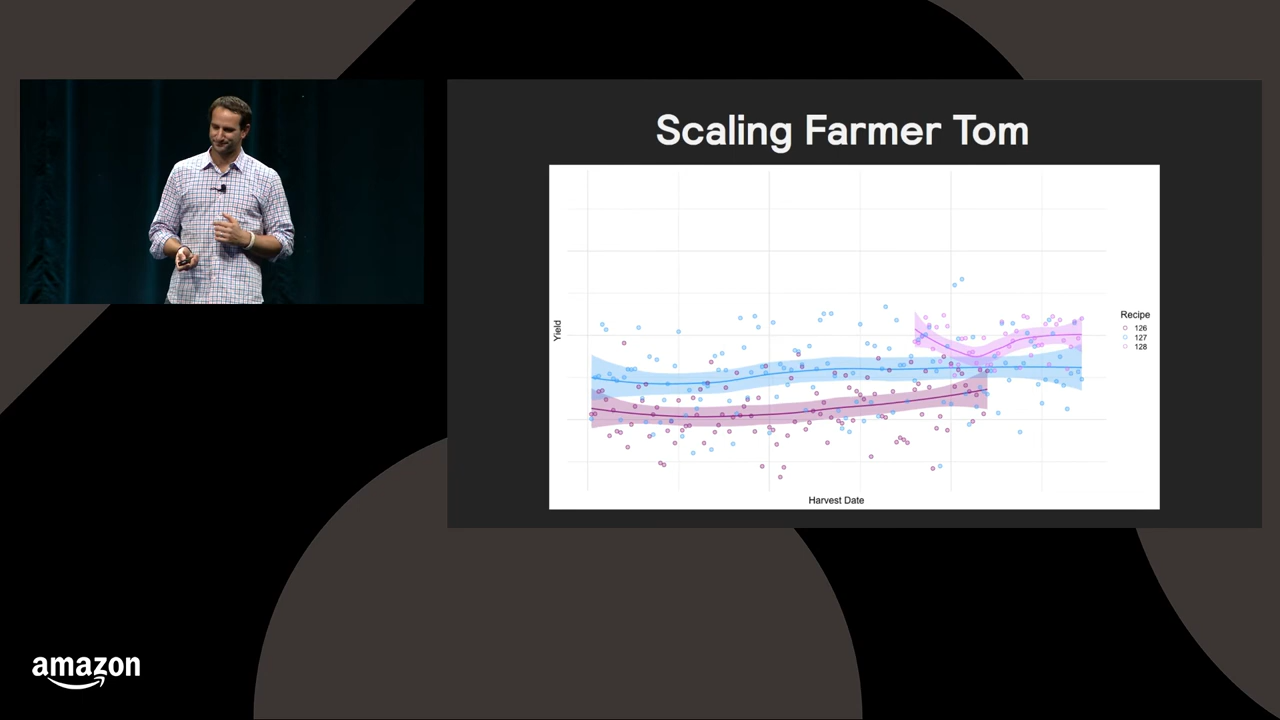 Scaling Farmer Tom
Yield
Recipe
126
127
128
Harvest Date
amazon